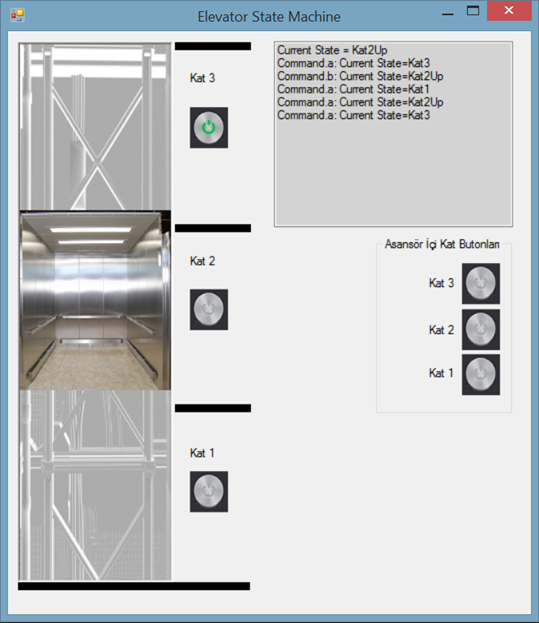 Elevator State Machine
Kat 3
Kat 2
Kat 1
Current State = Kat2Up
Command.a: Current State=Kat3
Command.b: Current State=Kat2Up
Command.a: Current State=Kat1
Command.a: Current State=Kat2Up
Command.a: Current State=Kat3
Asansör İçi Kat Butonları
Kat 3
Kat 2
Kat 1